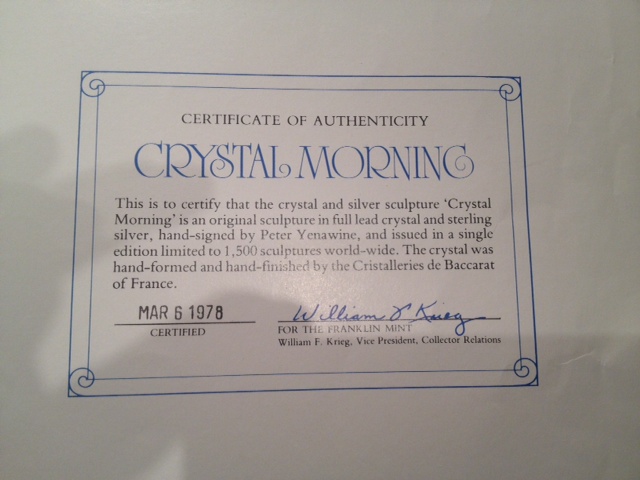 CERTIFICATE OF AUTHENTICITY
CRYSTAL MORNING
This is to certify that the crystal and silver sculpture ‘Crystal
Morning’ is an original sculpture in full lead crystal and sterling
silver, hand-signed by Peter Yenawine, and issued in a single
edition limited to 1,500 sculptures world-wide. The crystal was
hand-formed and hand-finished by the Cristalleries de Baccarat
of France.
MAR 6 1978
CERTIFIED
William F Krieg
FOR THE FRANKLIN MINT
William F. Krieg, Vice President, Collector Relations